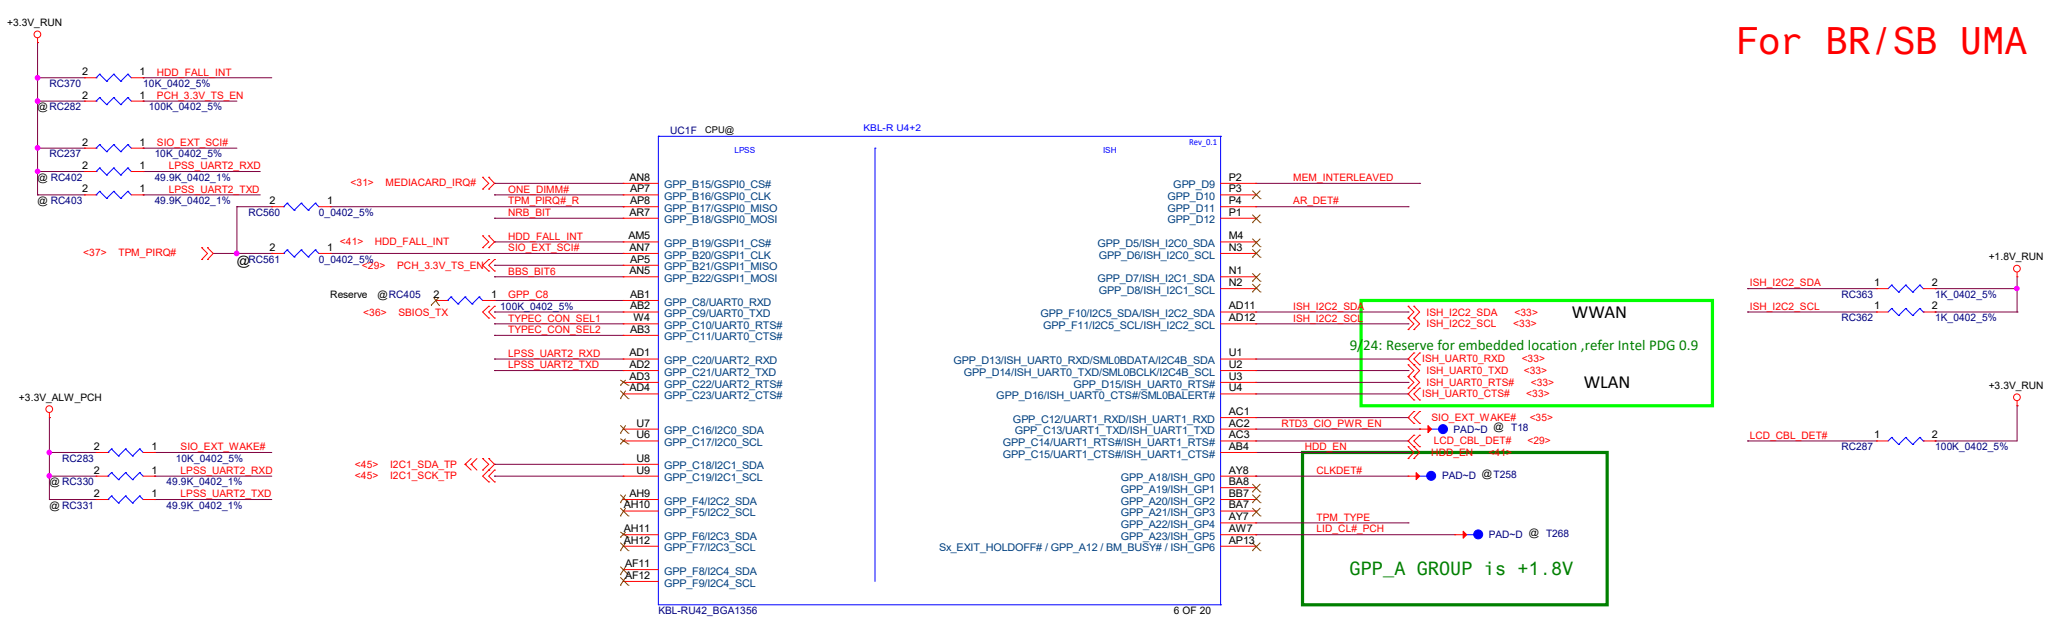 For BR/SB UMA
+3.3V_RUN
2 1 HDD_FALL_INT
RC370 10K_0402_5%
2 1 PCH_3.3V_TS_EN
@RC282 100K_0402_5%
2 1 SIO_EXT_SCI#
RC237 10K_0402_5%
2 1 LPSS_UART2_RXD
@ RC402 49.9K_0402_1%
2 1 LPSS_UART2_TXD
@ RC403 49.9K_0402_1%
2 1
RC560 0_0402_5%
<37> TPM_PIRQ#
2 1
@RC561 0_0402_5%
+3.3V_ALW_PCH
2 1 SIO_EXT_WAKE#
RC283 10K_0402_5%
2 1 LPSS_UART2_RXD
@ RC330 49.9K_0402_1%
2 1 LPSS_UART2_TXD
@ RC331 49.9K_0402_1%
UC1F CPU@ KBL-R U4+2
LPSS ISH Rev_0.1
<31> MEDIACARD_IRQ# AN8 GPP_B15/GSPI0_CS#
ONE_DIMM# AP7 GPP_B16/GSPI0_CLK
TPM_PIRQ#_R AP8 GPP_B17/GSPI0_MISO
NRB_BIT AR7 GPP_B18/GSPI0_MOSI
<41> HDD_FALL_INT HDD_FALL_INT AM5 GPP_B19/GSPI1_CS#
SIO_EXT_SCI# AN7 GPP_B20/GSPI1_CLK
<29> PCH_3.3V_TS_EN AP5 GPP_B21/GSPI1_MISO
BBS_BIT6 AN5 GPP_B22/GSPI1_MOSI
Reserve @RC405 2 1 GPP_C8 AB1 GPP_C8/UART0_RXD
100K_0402_5%
<36> SBIOS_TX AB2 GPP_C9/UART0_TXD
TYPEC_CON_SEL1 W4 GPP_C10/UART0_RTS#
TYPEC_CON_SEL2 AB3 GPP_C11/UART0_CTS#
LPSS_UART2_RXD AD1 GPP_C20/UART2_RXD
LPSS_UART2_TXD AD2 GPP_C21/UART2_TXD
AD3 GPP_C22/UART2_RTS#
AD4 GPP_C23/UART2_CTS#
U7 GPP_C16/I2C0_SDA
U6 GPP_C17/I2C0_SCL
<45> I2C1_SDA_TP U8 GPP_C18/I2C1_SDA
<45> I2C1_SCK_TP U9 GPP_C19/I2C1_SCL
AH9 GPP_F4/I2C2_SDA
AH10 GPP_F5/I2C2_SCL
AH11 GPP_F6/I2C3_SDA
AH12 GPP_F7/I2C3_SCL
AF11 GPP_F8/I2C4_SDA
AF12 GPP_F9/I2C4_SCL
KBL-RU42_BGA1356 6 OF 20
GPP_D9 P2 MEM_INTERLEAVED
GPP_D10 P3
GPP_D11 P4 AR_DET#
GPP_D12 P1
GPP_D5/ISH_I2C0_SDA M4
GPP_D6/ISH_I2C0_SCL N3
GPP_D7/ISH_I2C1_SDA N1
GPP_D8/ISH_I2C1_SCL N2
GPP_F10/I2C5_SDA/ISH_I2C2_SDA AD11 ISH_I2C2_SDA ISH_I2C2_SDA <33> WWAN
GPP_F11/I2C5_SCL/ISH_I2C2_SCL AD12 ISH_I2C2_SCL ISH_I2C2_SCL <33>
9/24: Reserve for embedded location ,refer Intel PDG 0.9
GPP_D13/ISH_UART0_RXD/SML0BDATA/I2C4B_SDA U1 ISH_UART0_RXD <33>
GPP_D14/ISH_UART0_TXD/SML0BCLK/I2C4B_SCL U2 ISH_UART0_TXD <33>
GPP_D15/ISH_UART0_RTS# U3 ISH_UART0_RTS# <33> WLAN
GPP_D16/ISH_UART0_CTS#/SML0BALERT# U4 ISH_UART0_CTS# <33>
GPP_C12/UART1_RXD/ISH_UART1_RXD AC1 SIO_EXT_WAKE# <35>
GPP_C13/UART1_TXD/ISH_UART1_TXD AC2 RTD3_CIO_PWR_EN PAD~D @ T18
GPP_C14/UART1_RTS#/ISH_UART1_RTS# AC3 LCD_CBL_DET# <29>
GPP_C15/UART1_CTS#/ISH_UART1_CTS# AB4 HDD_EN HDD_EN
GPP_A18/ISH_GP0 AY8 CLKDET# PAD~D @T258
GPP_A19/ISH_GP1 BA8
GPP_A20/ISH_GP2 BB7
GPP_A21/ISH_GP3 BA7
GPP_A22/ISH_GP4 AY7 TPM_TYPE
GPP_A23/ISH_GP5 AW7 LID_CL#_PCH PAD~D @ T268
Sx_EXIT_HOLDOFF# / GPP_A12 / BM_BUSY# / ISH_GP6 AP13
GPP_A GROUP is +1.8V
+1.8V_RUN
ISH_I2C2_SDA 1 2
RC363 1K_0402_5%
ISH_I2C2_SCL 1 2
RC362 1K_0402_5%
+3.3V_RUN
LCD_CBL_DET# 1 2
RC287 100K_0402_5%